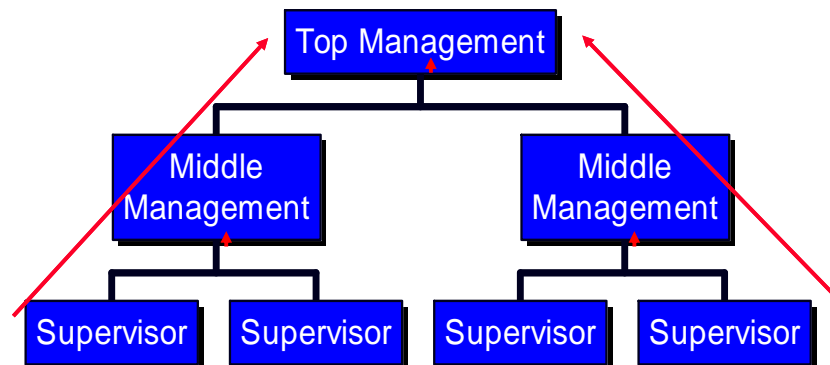 Top Management
Middle
Management
Middle
Management
Supervisor
Supervisor
Supervisor
Supervisor